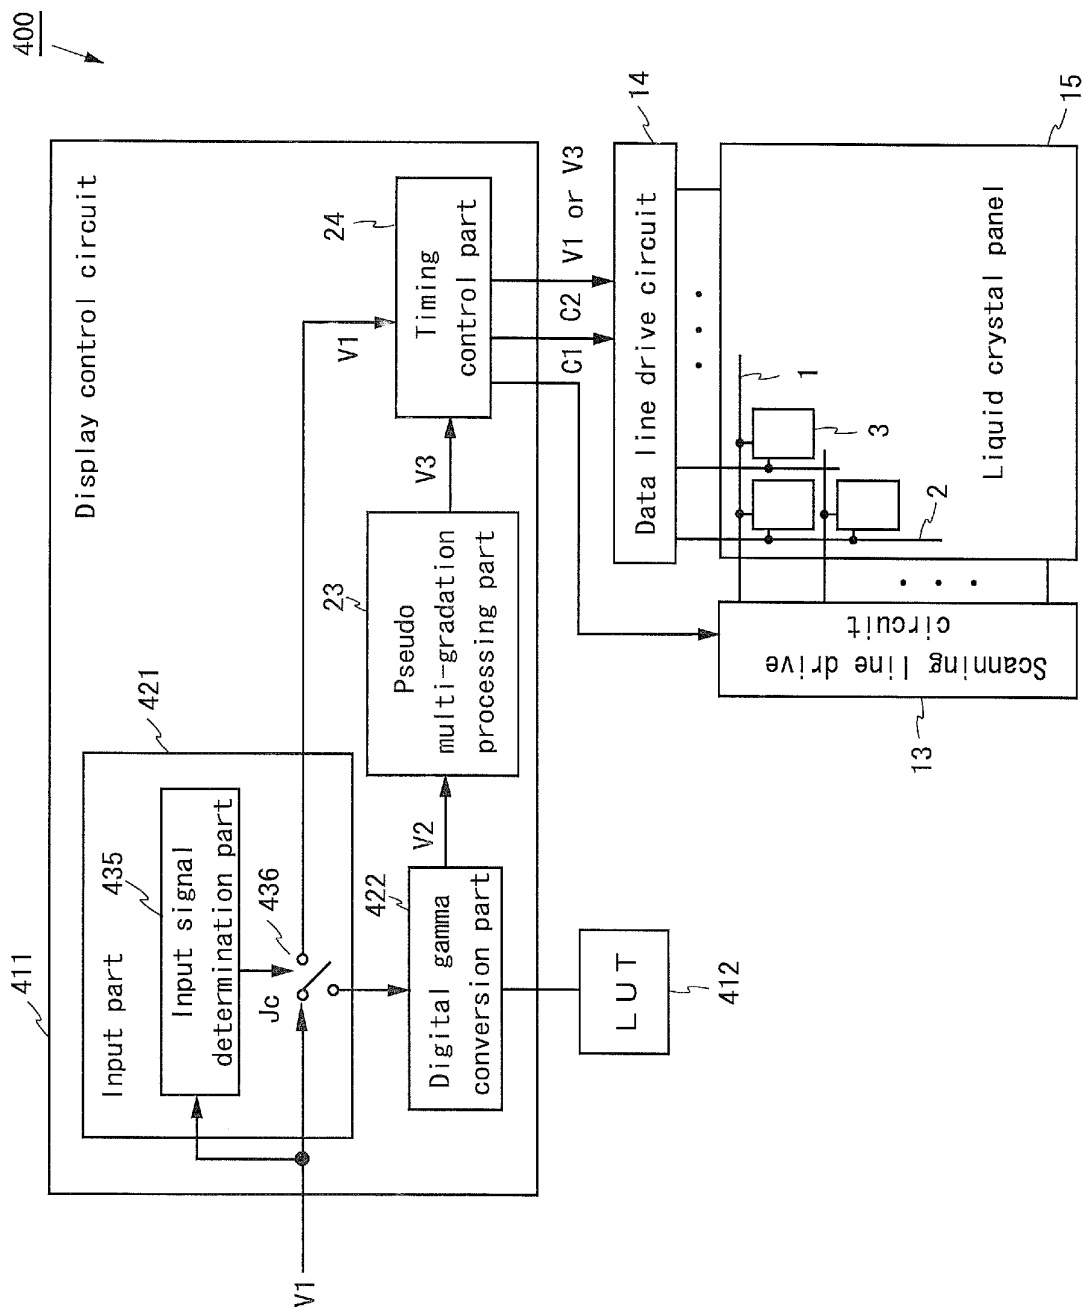 400
411
Display control circuit
Input part
421
435
Input signal
determination part
Jc
436
V1
V1
422
Digital gamma
conversion part
V2
23
Pseudo
multi-gradation
processing part
V3
24
Timing
control part
LUT
412
C1
C2
V1 or V3
14
Data line drive circuit
13
Scanning line drive
circuit
15
Liquid crystal panel
1
2
3